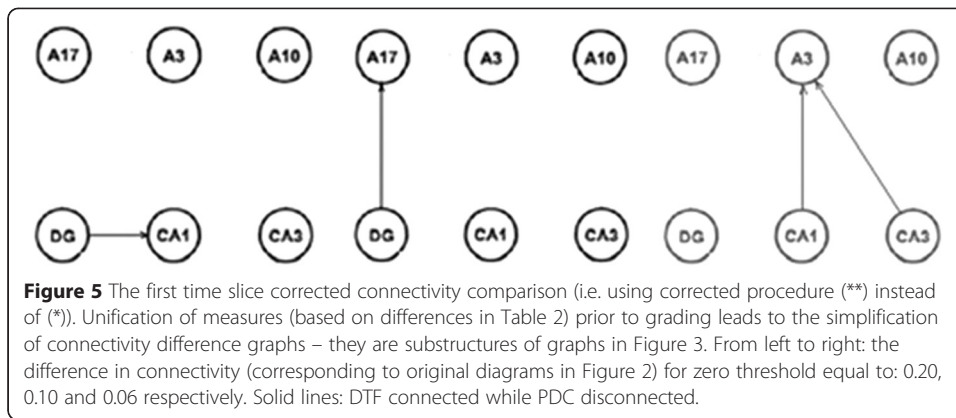 A17 A3 A10 A17 A3 A10 A17 A3 A10
DG CA1 CA3 DG CA1 CA3 DG CA1 CA3
Figure 5 The first time slice corrected connectivity comparison (i.e. using corrected procedure (**) instead
of (*)). Unification of measures (based on differences in Table 2) prior to grading leads to the simplification
of connectivity difference graphs – they are substructures of graphs in Figure 3. From left to right: the
difference in connectivity (corresponding to original diagrams in Figure 2) for zero threshold equal to: 0.20,
0.10 and 0.06 respectively. Solid lines: DTF connected while PDC disconnected.